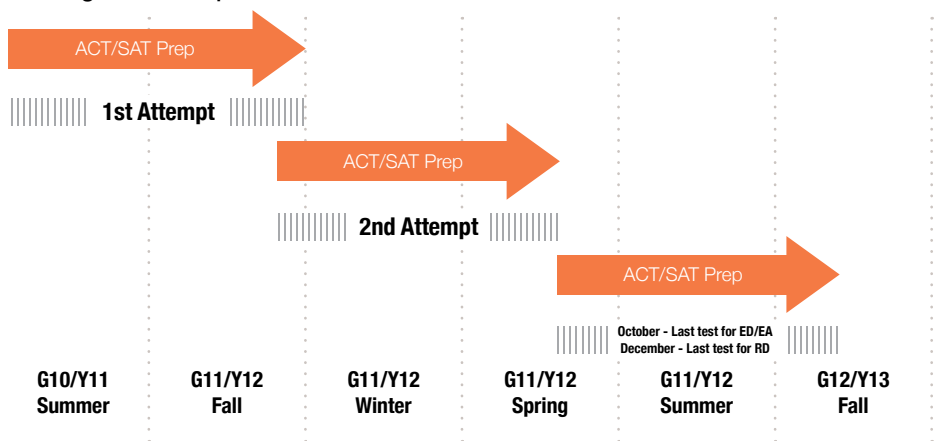 ACT/SAT Prep
1st Attempt
ACT/SAT Prep
2nd Attempt
ACT/SAT Prep
October - Last test for ED/EA
December - Last test for RD
G10/Y11
Summer
G11/Y12
Fall
G11/Y12
Winter
G11/Y12
Spring
G11/Y12
Summer
G12/Y13
Fall